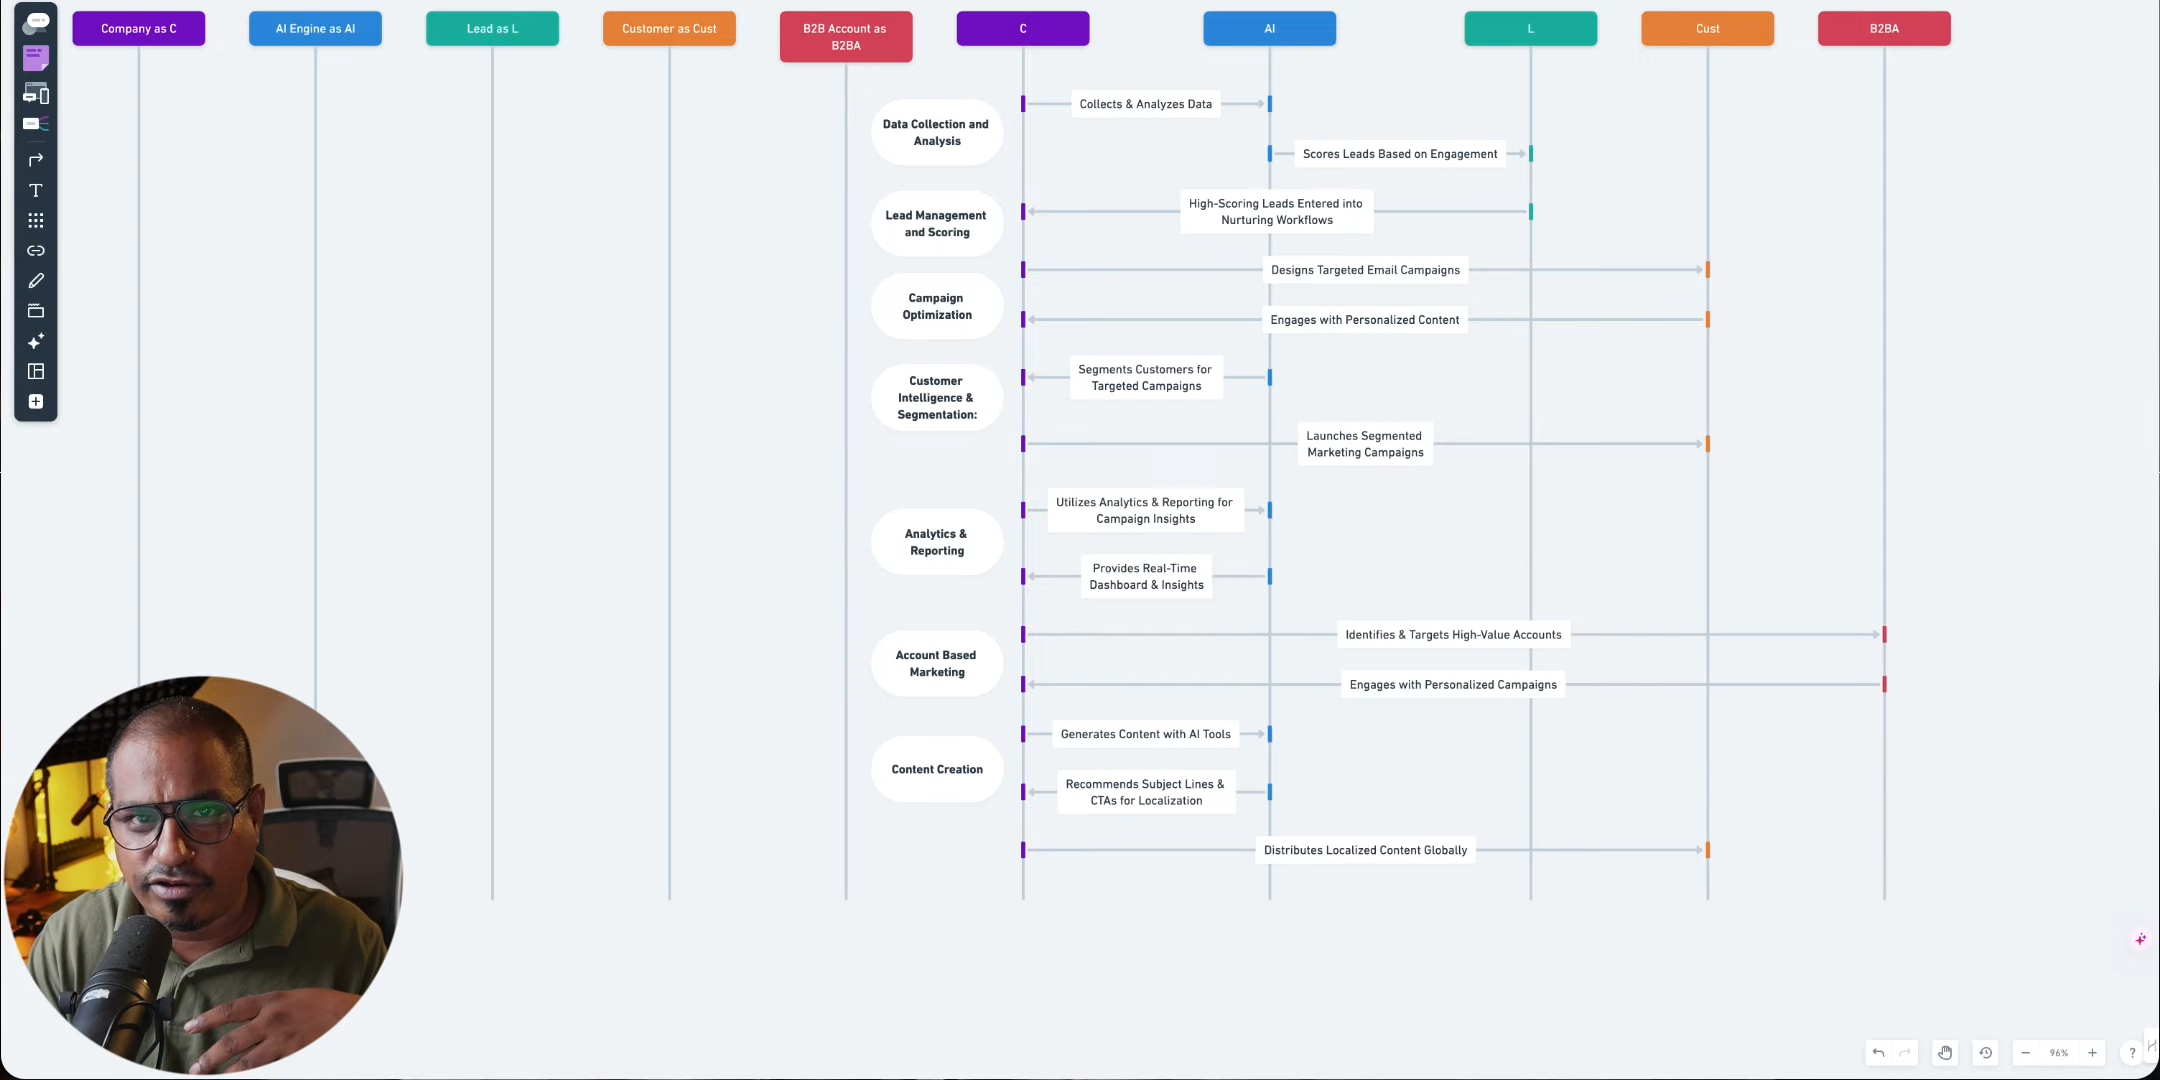 Company as C
AI Engine as AI
Lead as L
Customer as Cust
B2B Account as
B2BA
C
AI
L
Cust
B2BA
Data Collection and
Analysis
Collects & Analyzes Data
Scores Leads Based on Engagement
Lead Management
and Scoring
High-Scoring Leads Entered into
Nurturing Workflows
Designs Targeted Email Campaigns
Campaign
Optimization
Engages with Personalized Content
Customer
Intelligence &
Segmentation:
Segments Customers for
Targeted Campaigns
Launches Segmented
Marketing Campaigns
Analytics &
Reporting
Utilizes Analytics & Reporting for
Campaign Insights
Provides Real-Time
Dashboard & Insights
Account Based
Marketing
Identifies & Targets High-Value Accounts
Engages with Personalized Campaigns
Content Creation
Generates Content with AI Tools
Recommends Subject Lines &
CTAs for Localization
Distributes Localized Content Globally
96%